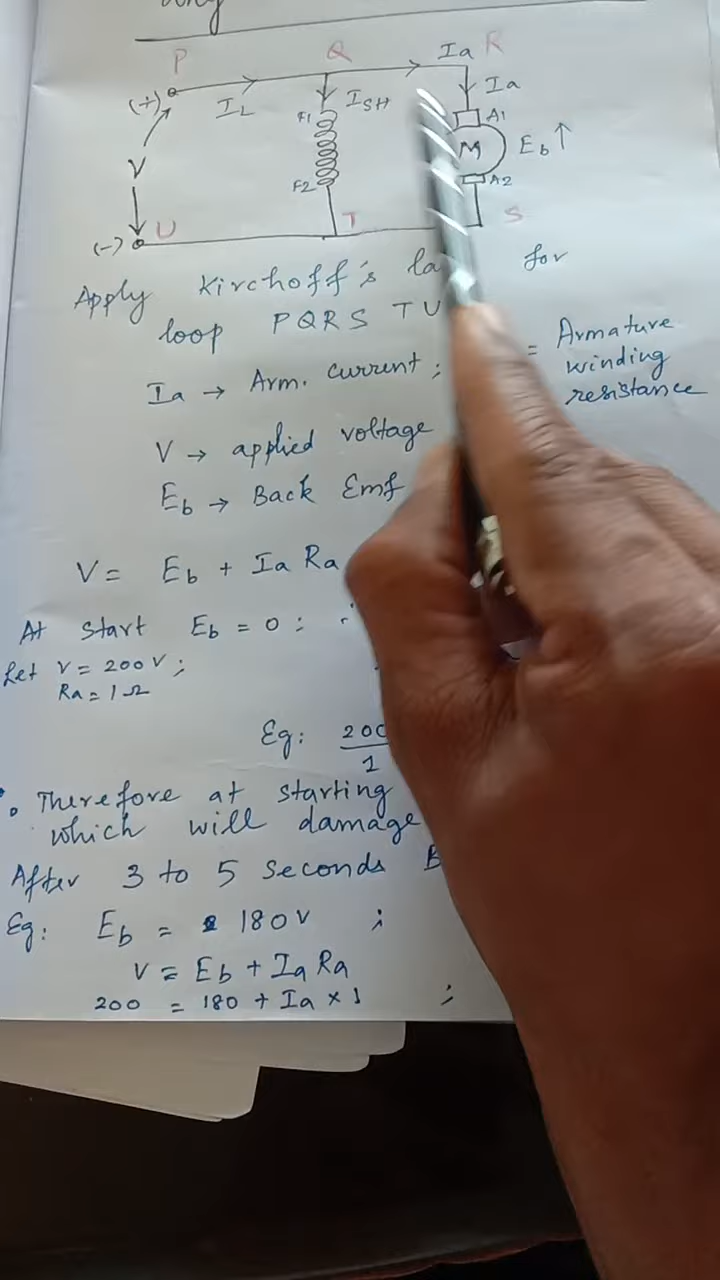 P Q Ia R
(+) IL ISH Ia
F1 A1
V M Eb ↑
F2 A2
(-) U T S
Apply Kirchoff's for
loop PQRS TU
Ia → Arm. current ; = Armature
winding
resistance
V → applied voltage
Eb → Back Emf
V = Eb + Ia Ra
At start Eb = 0 :
Let V = 200 V ;
Ra = 1 Ω
Eg:
1
Therefore at starting
which will damage
After 3 to 5 seconds
Eg: Eb = 180 V ;
V = Eb + Ia Ra
200 = 180 + Ia × 1 ;